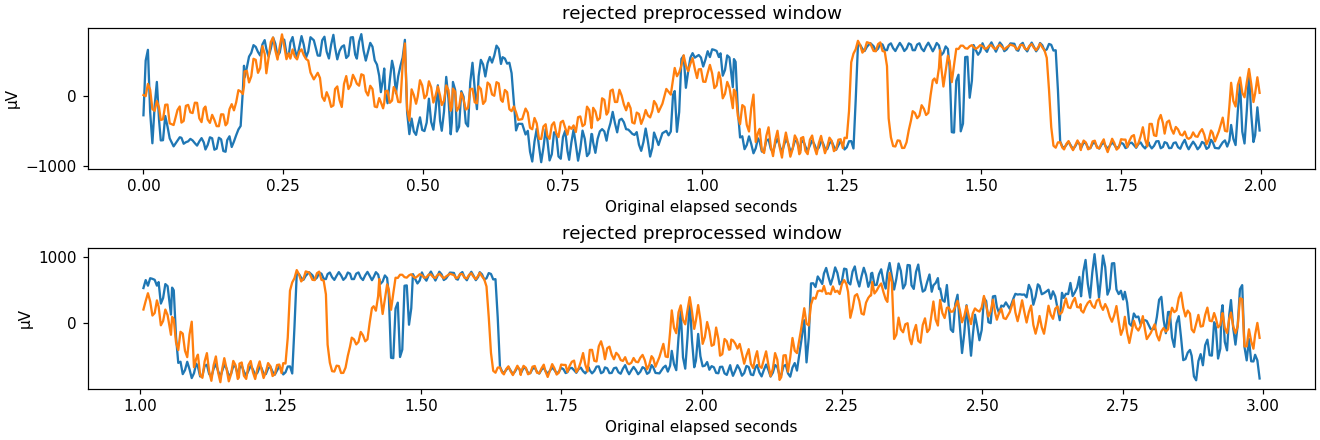 rejected preprocessed window
µV
0
−1000
0.00 0.25 0.50 0.75 1.00 1.25 1.50 1.75 2.00
Original elapsed seconds
rejected preprocessed window
µV
1000
0
1.00 1.25 1.50 1.75 2.00 2.25 2.50 2.75 3.00
Original elapsed seconds